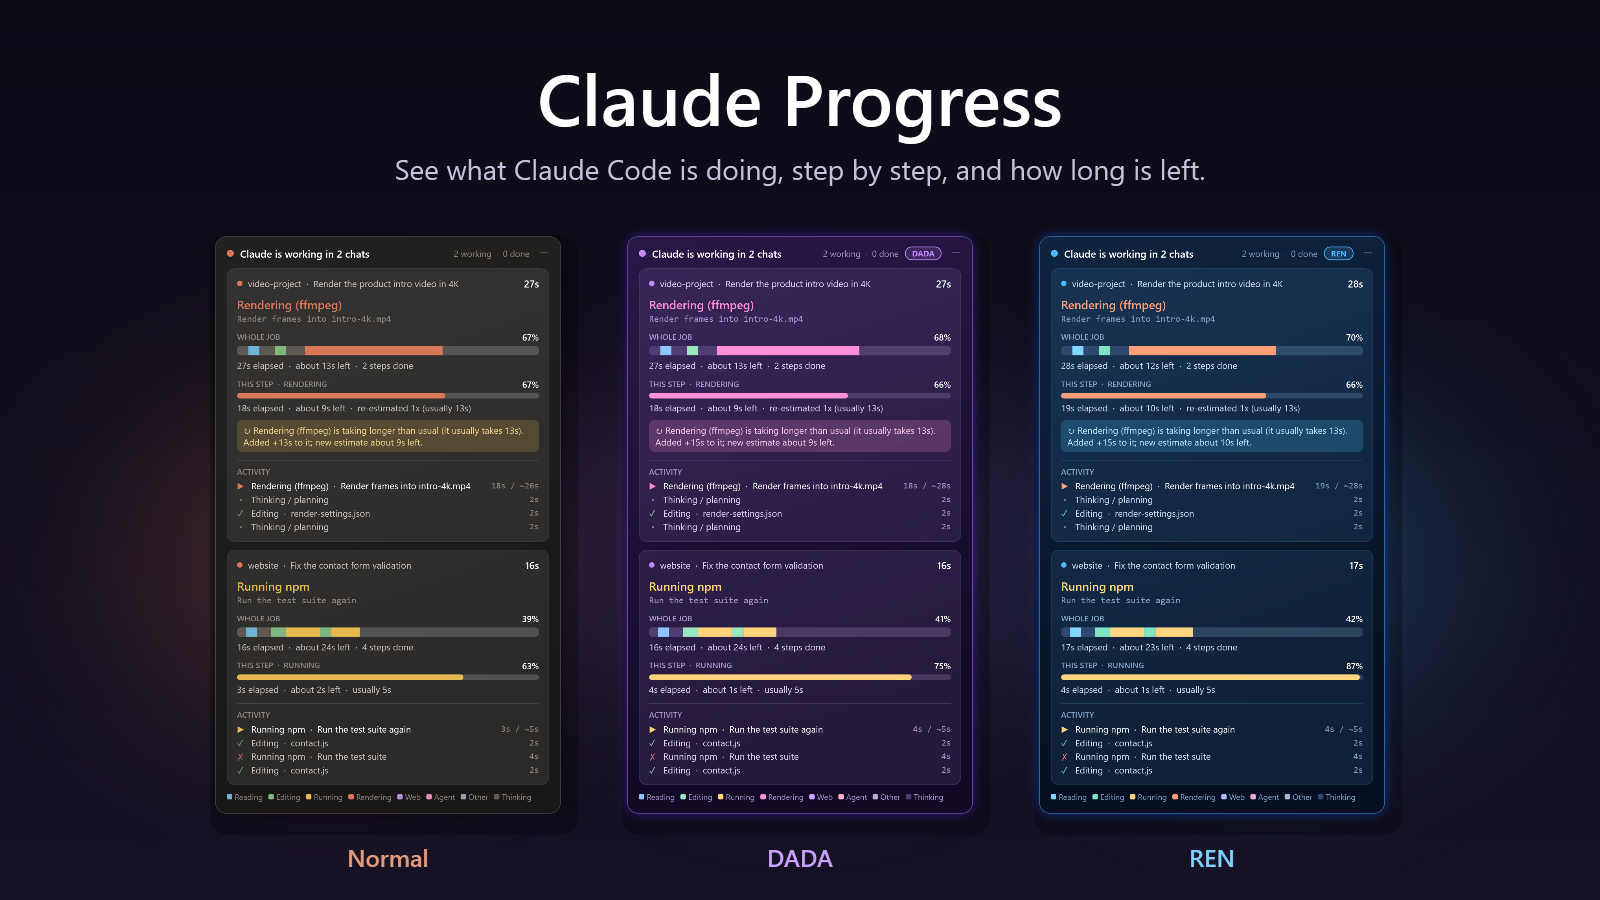 Claude Progress
See what Claude Code is doing, step by step, and how long is left.
Claude is working in 2 chats 2 working · 0 done —
video-project · Render the product intro video in 4K 27s
Rendering (ffmpeg)
Render frames into intro-4k.mp4
WHOLE JOB 67%
27s elapsed · about 13s left · 2 steps done
THIS STEP · RENDERING 67%
18s elapsed · about 9s left · re-estimated 1x (usually 13s)
↻ Rendering (ffmpeg) is taking longer than usual (it usually takes 13s).
Added +13s to it; new estimate about 9s left.
ACTIVITY
▶ Rendering (ffmpeg) · Render frames into intro-4k.mp4 18s / ~26s
· Thinking / planning 2s
✓ Editing · render-settings.json 2s
· Thinking / planning 2s
website · Fix the contact form validation 16s
Running npm
Run the test suite again
WHOLE JOB 39%
16s elapsed · about 24s left · 4 steps done
THIS STEP · RUNNING 63%
3s elapsed · about 2s left · usually 5s
ACTIVITY
▶ Running npm · Run the test suite again 3s / ~5s
✓ Editing · contact.js 2s
✗ Running npm · Run the test suite 4s
✓ Editing · contact.js 2s
Reading Editing Running Rendering Web Agent Other Thinking
Normal
Claude is working in 2 chats 2 working · 0 done DADA —
video-project · Render the product intro video in 4K 27s
Rendering (ffmpeg)
Render frames into intro-4k.mp4
WHOLE JOB 68%
27s elapsed · about 13s left · 2 steps done
THIS STEP · RENDERING 66%
18s elapsed · about 9s left · re-estimated 1x (usually 13s)
↻ Rendering (ffmpeg) is taking longer than usual (it usually takes 13s).
Added +15s to it; new estimate about 9s left.
ACTIVITY
▶ Rendering (ffmpeg) · Render frames into intro-4k.mp4 18s / ~28s
· Thinking / planning 2s
✓ Editing · render-settings.json 2s
· Thinking / planning 2s
website · Fix the contact form validation 16s
Running npm
Run the test suite again
WHOLE JOB 41%
16s elapsed · about 24s left · 4 steps done
THIS STEP · RUNNING 75%
4s elapsed · about 1s left · usually 5s
ACTIVITY
▶ Running npm · Run the test suite again 4s / ~5s
✓ Editing · contact.js 2s
✗ Running npm · Run the test suite 4s
✓ Editing · contact.js 2s
Reading Editing Running Rendering Web Agent Other Thinking
DADA
Claude is working in 2 chats 2 working · 0 done REN —
video-project · Render the product intro video in 4K 28s
Rendering (ffmpeg)
Render frames into intro-4k.mp4
WHOLE JOB 70%
28s elapsed · about 12s left · 2 steps done
THIS STEP · RENDERING 66%
19s elapsed · about 10s left · re-estimated 1x (usually 13s)
↻ Rendering (ffmpeg) is taking longer than usual (it usually takes 13s).
Added +15s to it; new estimate about 10s left.
ACTIVITY
▶ Rendering (ffmpeg) · Render frames into intro-4k.mp4 19s / ~28s
· Thinking / planning 2s
✓ Editing · render-settings.json 2s
· Thinking / planning 2s
website · Fix the contact form validation 17s
Running npm
Run the test suite again
WHOLE JOB 42%
17s elapsed · about 23s left · 4 steps done
THIS STEP · RUNNING 87%
4s elapsed · about 1s left · usually 5s
ACTIVITY
▶ Running npm · Run the test suite again 4s / ~5s
✓ Editing · contact.js 2s
✗ Running npm · Run the test suite 4s
✓ Editing · contact.js 2s
Reading Editing Running Rendering Web Agent Other Thinking
REN